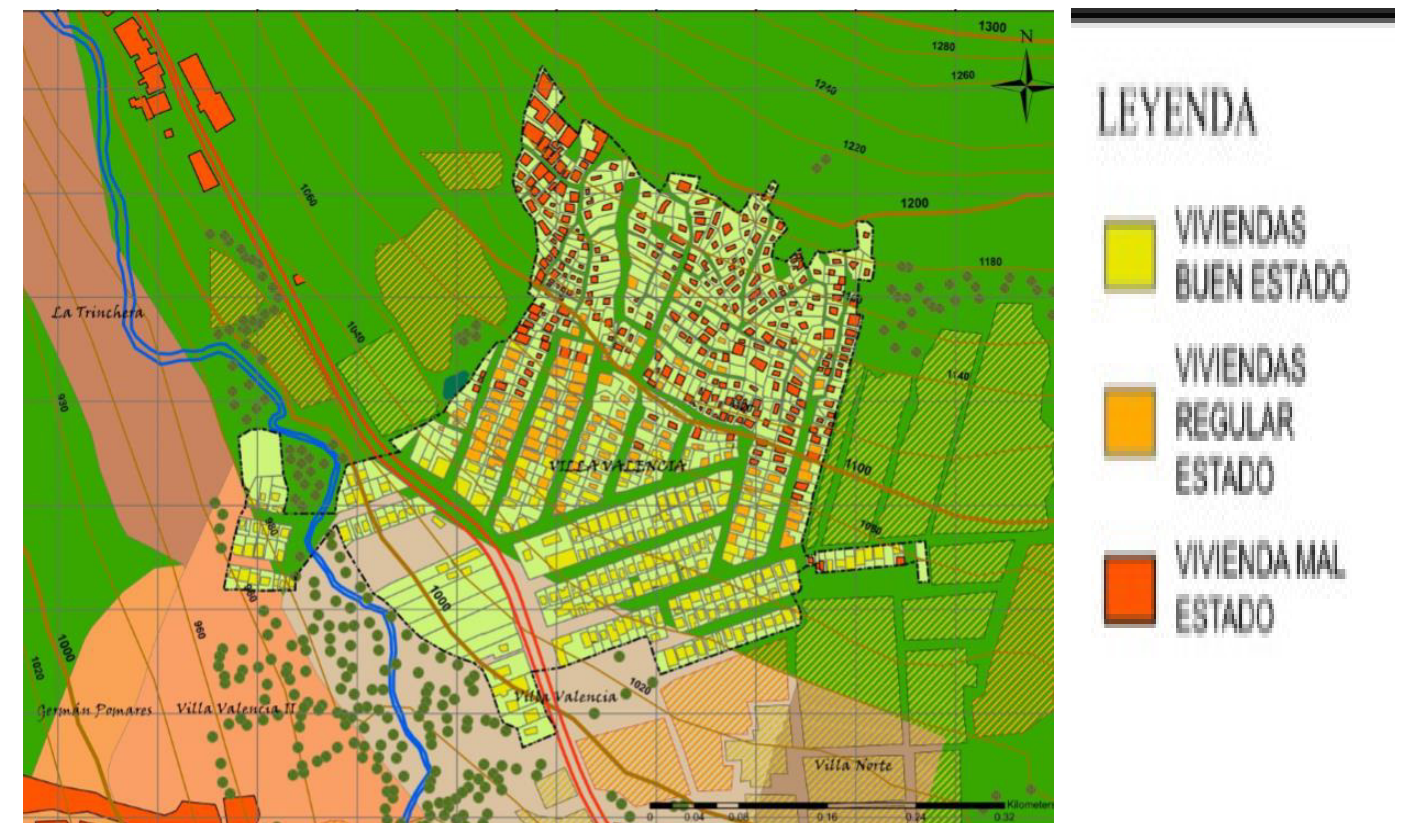 1300
N
1280
1260
1240
1220
1060
1200
1180
1160
La Trinchera
1040
1140
930
VILLA VALENCIA
1100
1080
980
1000
980
960
1000
1020
1020
Germán Pomares
Villa Valencia II
Villa Valencia
Villa Norte
Kilometers
0
0.04
0.08
0.16
0.24
0.32
LEYENDA
VIVIENDAS
BUEN ESTADO
VIVIENDAS
REGULAR
ESTADO
VIVIENDA MAL
ESTADO